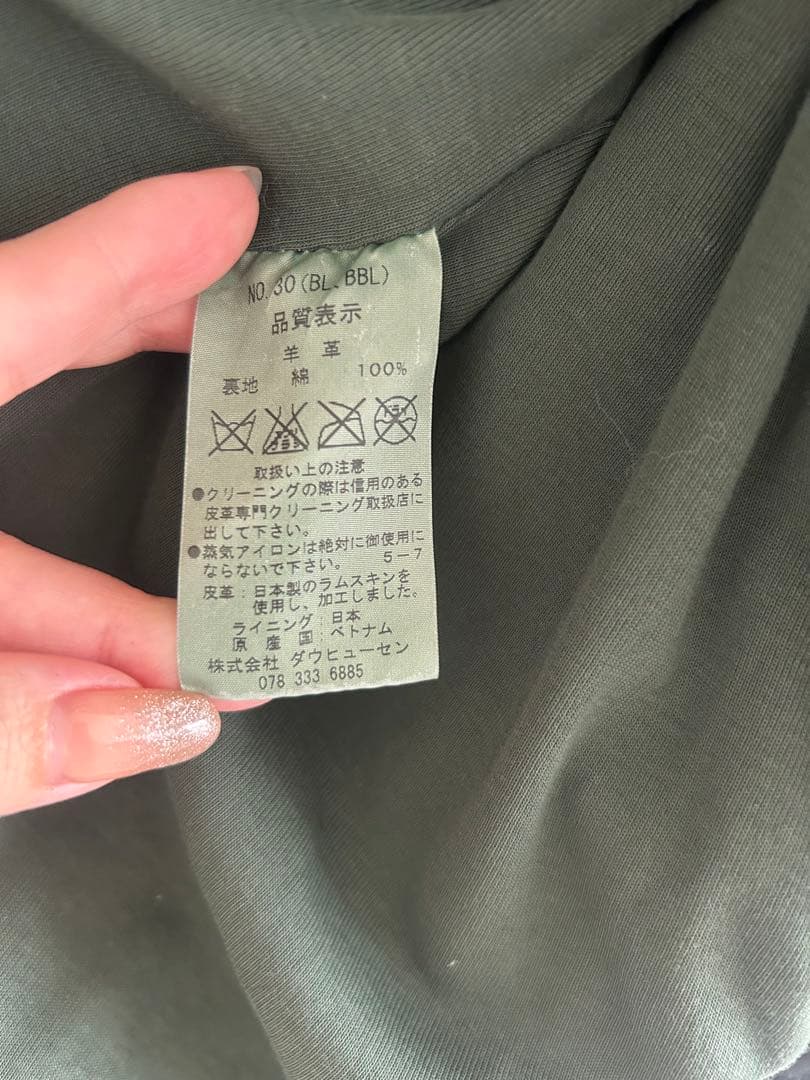 NO.30(BL、BBL)
品質表示
羊 革
裏地 綿 100%
取扱い上の注意
●クリーニングの際は信用のある
皮革専門クリーニング取扱店に
出して下さい。
●蒸気アイロンは絶対に御使用に
ならないで下さい。 5-7
皮革:日本製のラムスキンを
使用し、加工しました。
ライニング:日本
原 産 国:ベトナム
株式会社 ダウヒューセン
078 333 6885